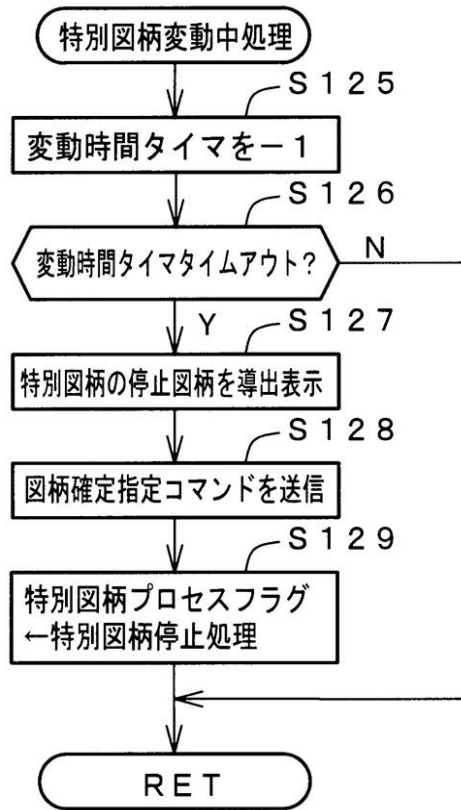 特別図柄変動中処理
S125
変動時間タイマを－1
S126
変動時間タイマタイムアウト？
N
Y
S127
特別図柄の停止図柄を導出表示
S128
図柄確定指定コマンドを送信
S129
特別図柄プロセスフラグ
←特別図柄停止処理
RET